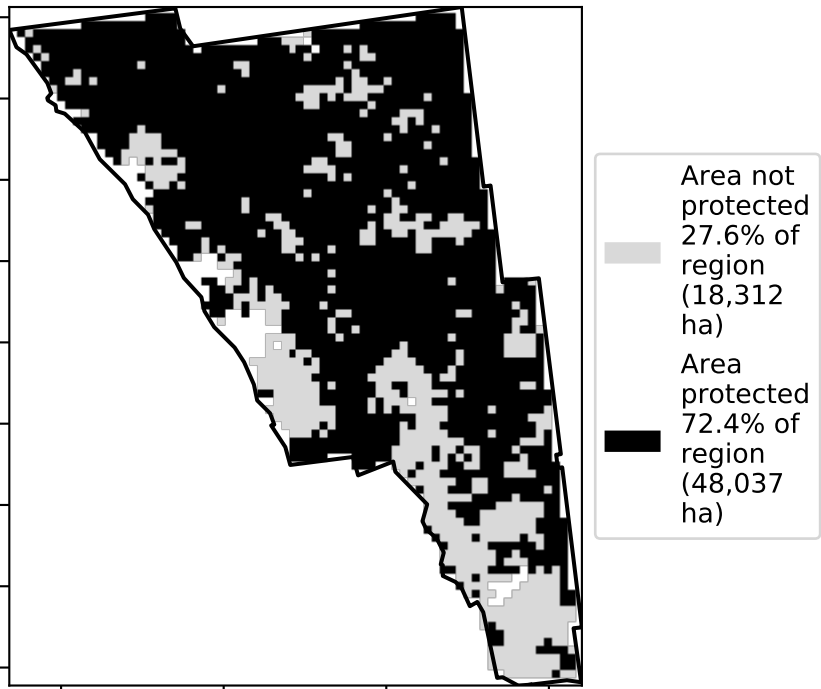 Area not
protected
27.6% of
region
(18,312
ha)
Area
protected
72.4% of
region
(48,037
ha)